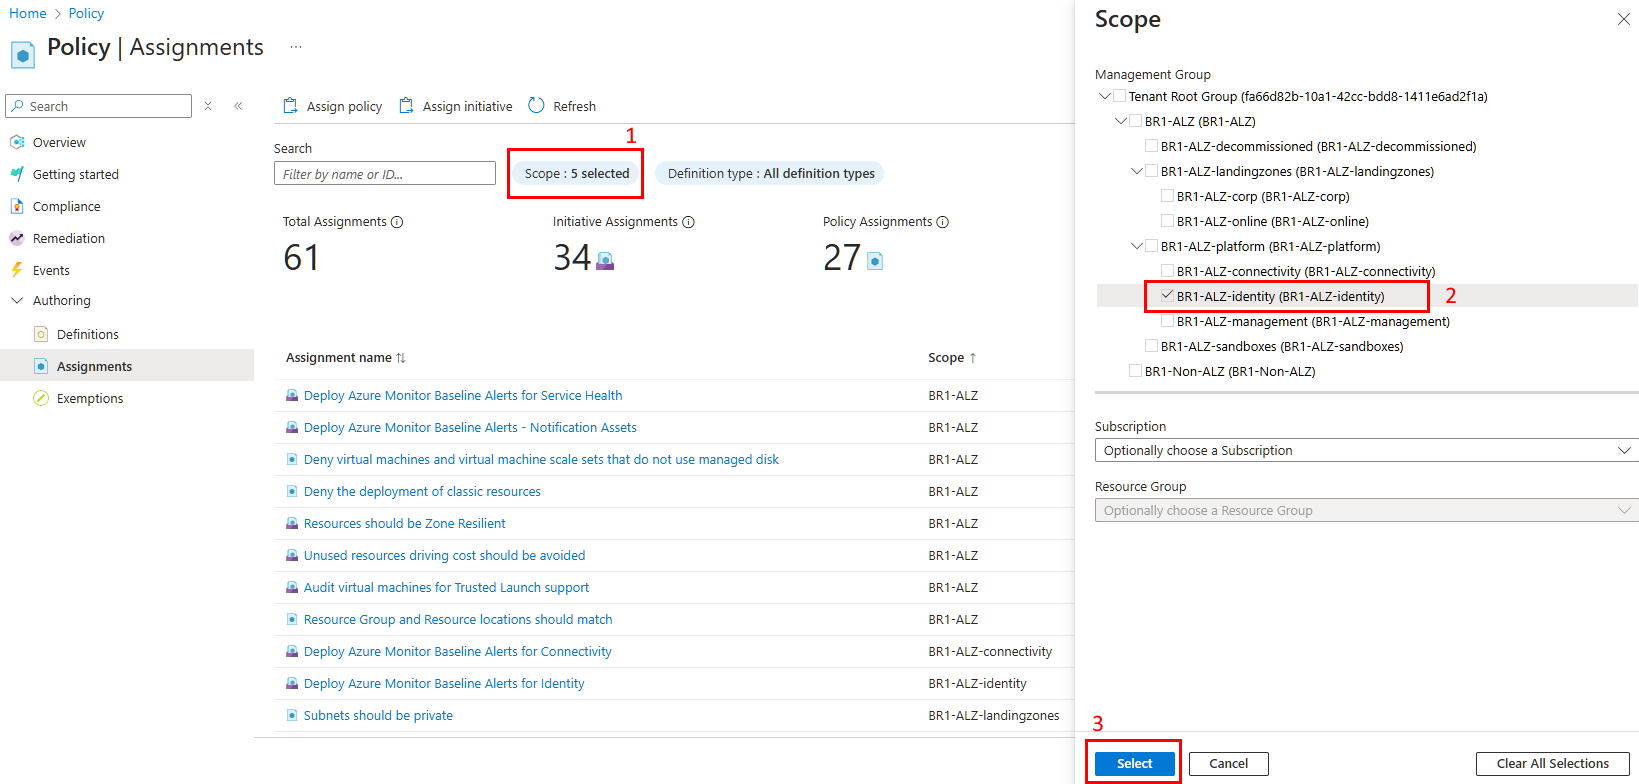 Home > Policy
Policy | Assignments ...
Search
Overview
Getting started
Compliance
Remediation
Events
Authoring
Definitions
Assignments
Exemptions
Assign policy Assign initiative Refresh
1
Search
Filter by name or ID...
Scope : 5 selected
Definition type : All definition types
Total Assignments
61
Initiative Assignments
34
Policy Assignments
27
Assignment name Scope
Deploy Azure Monitor Baseline Alerts for Service Health BR1-ALZ
Deploy Azure Monitor Baseline Alerts - Notification Assets BR1-ALZ
Deny virtual machines and virtual machine scale sets that do not use managed disk BR1-ALZ
Deny the deployment of classic resources BR1-ALZ
Resources should be Zone Resilient BR1-ALZ
Unused resources driving cost should be avoided BR1-ALZ
Audit virtual machines for Trusted Launch support BR1-ALZ
Resource Group and Resource locations should match BR1-ALZ
Deploy Azure Monitor Baseline Alerts for Connectivity BR1-ALZ-connectivity
Deploy Azure Monitor Baseline Alerts for Identity BR1-ALZ-identity
Subnets should be private BR1-ALZ-landingzones
Scope
Management Group
Tenant Root Group (fa66d82b-10a1-42cc-bdd8-1411e6ad2f1a)
BR1-ALZ (BR1-ALZ)
BR1-ALZ-decommissioned (BR1-ALZ-decommissioned)
BR1-ALZ-landingzones (BR1-ALZ-landingzones)
BR1-ALZ-corp (BR1-ALZ-corp)
BR1-ALZ-online (BR1-ALZ-online)
BR1-ALZ-platform (BR1-ALZ-platform)
BR1-ALZ-connectivity (BR1-ALZ-connectivity)
BR1-ALZ-identity (BR1-ALZ-identity) 2
BR1-ALZ-management (BR1-ALZ-management)
BR1-ALZ-sandboxes (BR1-ALZ-sandboxes)
BR1-Non-ALZ (BR1-Non-ALZ)
Subscription
Optionally choose a Subscription
Resource Group
Optionally choose a Resource Group
3
Select Cancel Clear All Selections